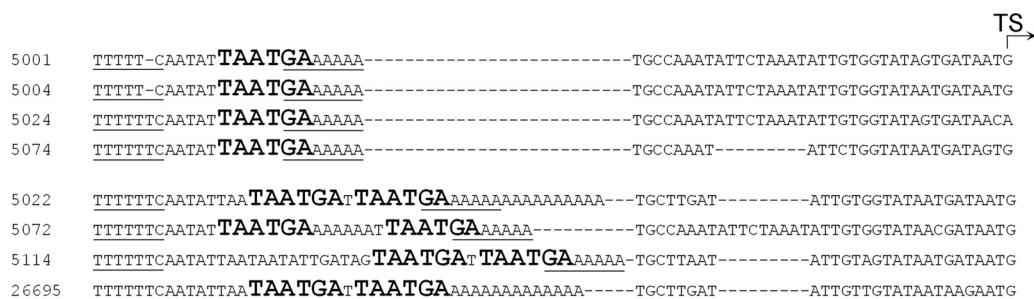 TS
5001 TTTTT-CAATATTAATGAAAAAA----------------------------TGCCAAATATTCTAAATATTGTGGTATAGTGATAATG
5004 TTTTT-CAATATTAATGAAAAAA----------------------------TGCCAAATATTCTAAATATTGTGGTATAATGATAATG
5024 TTTTTTCAATATTAATGAAAAAA----------------------------TGCCAAATATTCTAAATATTGTGGTATAGTGATAACA
5074 TTTTTTCAATATTAATGAAAAAA----------------------------TGCCAAAT---------ATTCTGGTATAATGATAGTG
5022 TTTTTTCAATATTAATAATGATTAATGAAAAAAAAAAAAAAAA---TGCTTGAT---------ATTGTGGTATAATGATAATG
5072 TTTTTTCAATATTAATGAAAAAAATTAATGAAAAAA----------TGCCAAATATTCTAAATATTGTGGTATAACGATAATG
5114 TTTTTTCAATATTAATAATATTGATAGTAATGATTAATGAAAAAA--TGCTTAAT---------ATTGTAGTATAATGATAATG
26695 TTTTTTCAATATTAATAATGATTAATGAAAAAAAAAAAAAA-----TGCTTGAT---------ATTGTTGTATAATAAGAATG